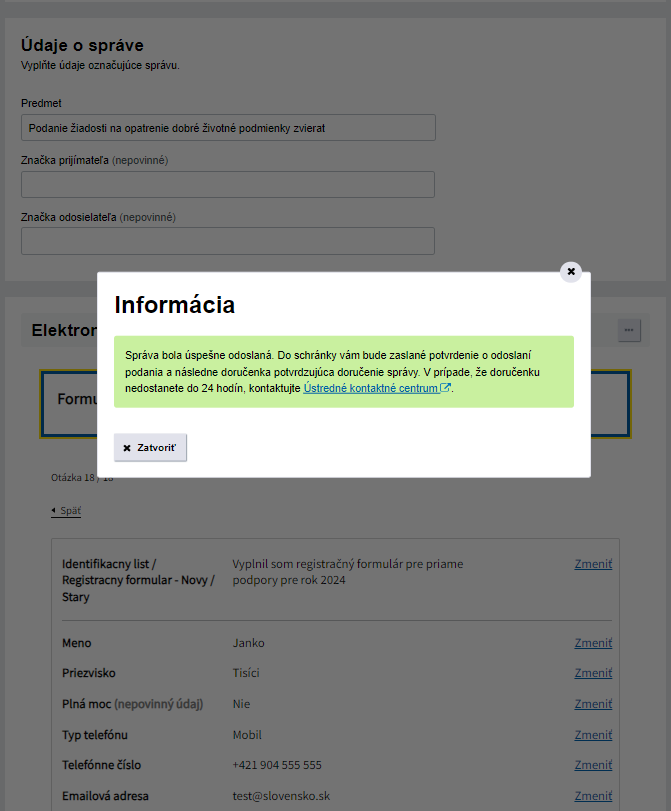 Údaje o správe
Vyplňte údaje označujúce správu.
Predmet
Podanie žiadosti na opatrenie dobré životné podmienky zvierat
Značka prijímateľa (nepovinné)
Značka odosielateľa (nepovinné)
Informácia
Elektron
Správa bola úspešne odoslaná. Do schránky vám bude zaslané potvrdenie o odoslaní
podania a následne doručenka potvrdzujúca doručenie správy. V prípade, že doručenku
nedostanete do 24 hodín, kontaktujte Ústredné kontaktné centrum.
Formu
Zatvoriť
Otázka 18 / 18
Späť
Identifikacny list / Vyplnil som registračný formulár pre priame Zmeniť
Registracny formular - Novy / podpory pre rok 2024
Stary
Meno Janko Zmeniť
Priezvisko Tisíci Zmeniť
Plná moc (nepovinný údaj) Nie Zmeniť
Typ telefónu Mobil Zmeniť
Telefónne číslo +421 904 555 555 Zmeniť
Emailová adresa test@slovensko.sk Zmeniť